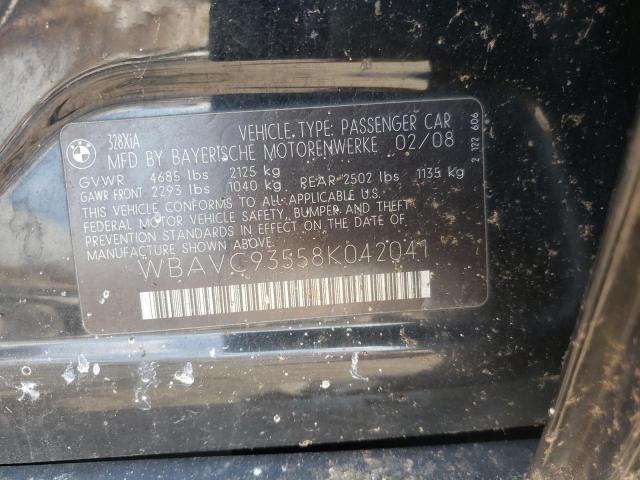 BMW
328XiA
VEHICLE TYPE: PASSENGER CAR
MFD BY BAYERISCHE MOTORENWERKE 02/08
GVWR 4685 lbs 2125 kg
GAWR FRONT 2293 lbs 1040 kg REAR 2502 lbs 1135 kg
THIS VEHICLE CONFORMS TO ALL APPLICABLE U.S.
FEDERAL MOTOR VEHICLE SAFETY, BUMPER AND THEFT
PREVENTION STANDARDS IN EFFECT ON THE DATE OF
MANUFACTURE SHOWN ABOVE.
WBAVC93558K042041
2 122 606